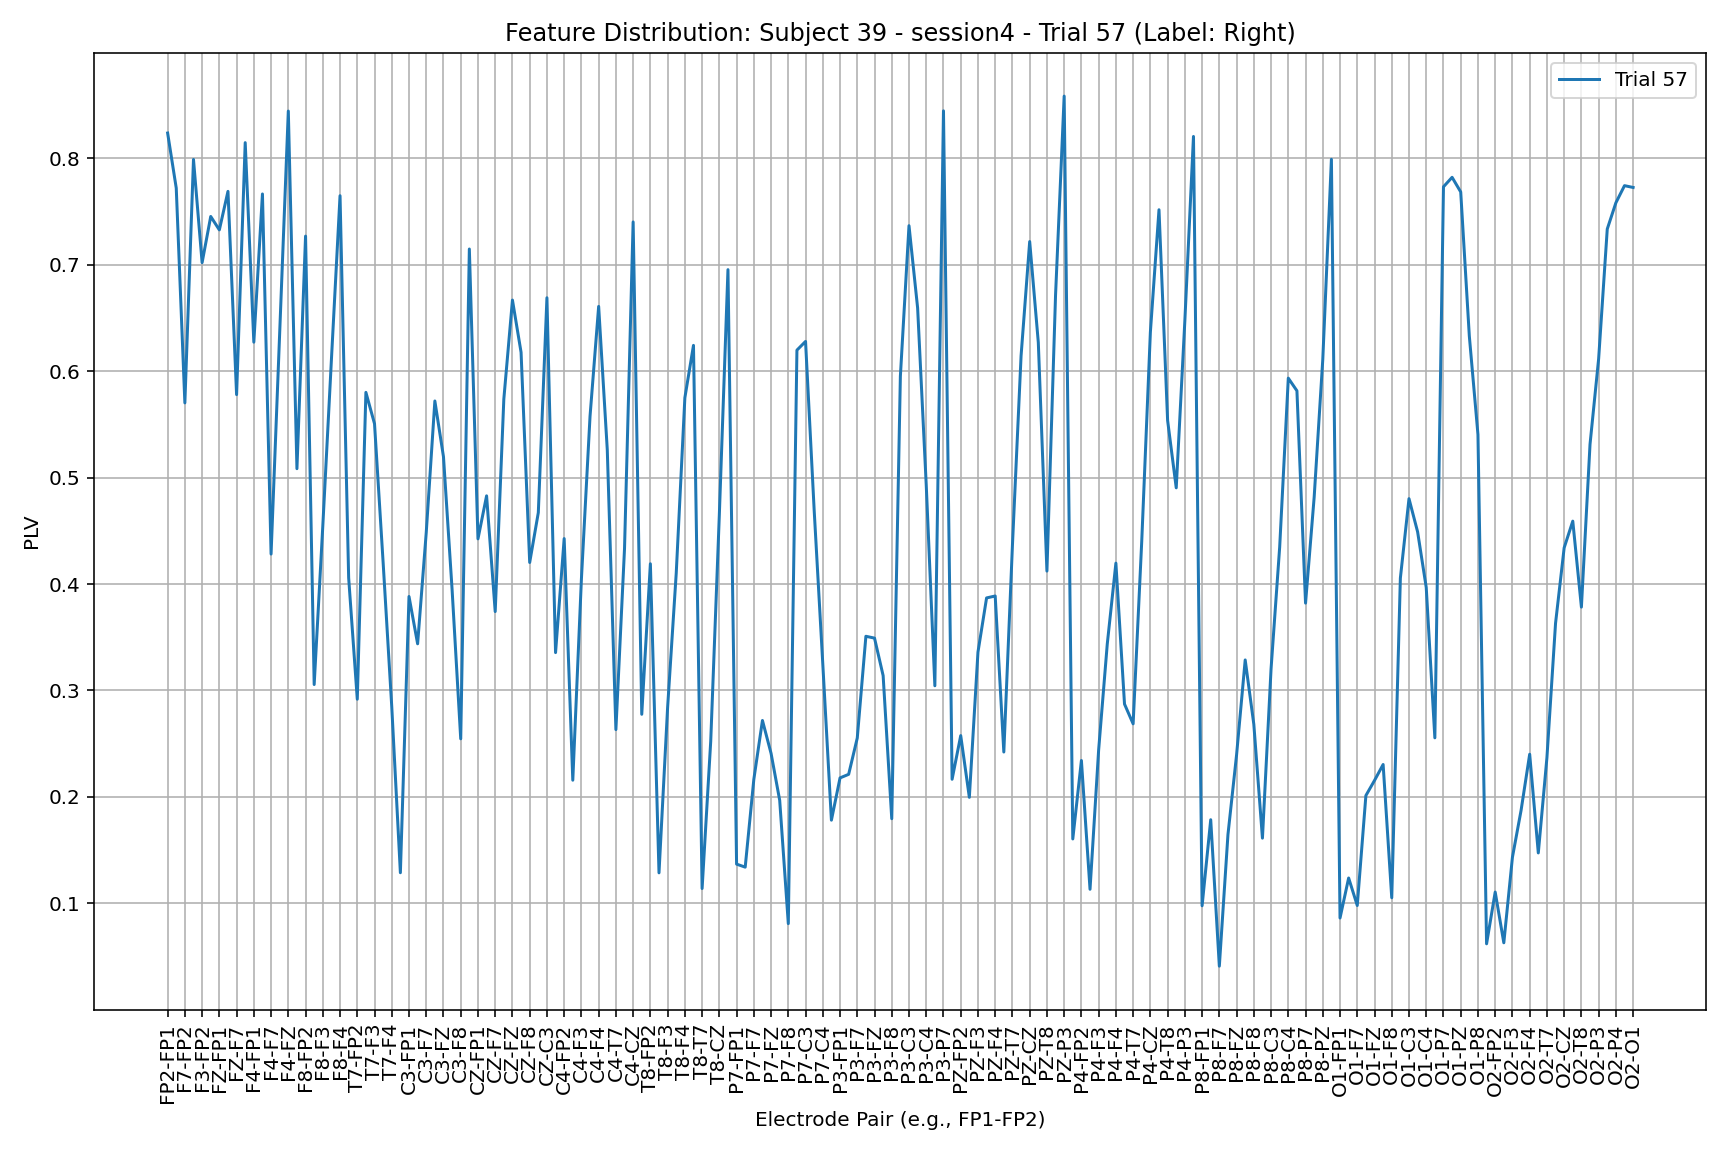 Feature Distribution: Subject 39 - session4 - Trial 57 (Label: Right)
Trial 57
PLV
0.8
0.7
0.6
0.5
0.4
0.3
0.2
0.1
FP2-FP1
F7-FP2
F3-FP2
FZ-FP1
FZ-F7
F4-FP1
F4-F7
F4-FZ
F8-FP2
F8-F3
F8-F4
T7-FP2
T7-F3
T7-F4
C3-FP1
C3-F7
C3-FZ
C3-F8
CZ-FP1
CZ-F7
CZ-FZ
CZ-F8
CZ-C3
C4-FP2
C4-F3
C4-F4
C4-T7
C4-CZ
T8-FP2
T8-F3
T8-F4
T8-T7
T8-CZ
P7-FP1
P7-F7
P7-FZ
P7-F8
P7-C3
P7-C4
P3-FP1
P3-F7
P3-FZ
P3-F8
P3-C3
P3-C4
P3-P7
PZ-FP2
PZ-F3
PZ-F4
PZ-T7
PZ-CZ
PZ-T8
PZ-P3
P4-FP2
P4-F3
P4-F4
P4-T7
P4-CZ
P4-T8
P4-P3
P8-FP1
P8-F7
P8-FZ
P8-F8
P8-C3
P8-C4
P8-P7
P8-PZ
O1-FP1
O1-F7
O1-FZ
O1-F8
O1-C3
O1-C4
O1-P7
O1-PZ
O1-P8
O2-FP2
O2-F3
O2-F4
O2-T7
O2-CZ
O2-T8
O2-P3
O2-P4
O2-O1
Electrode Pair (e.g., FP1-FP2)